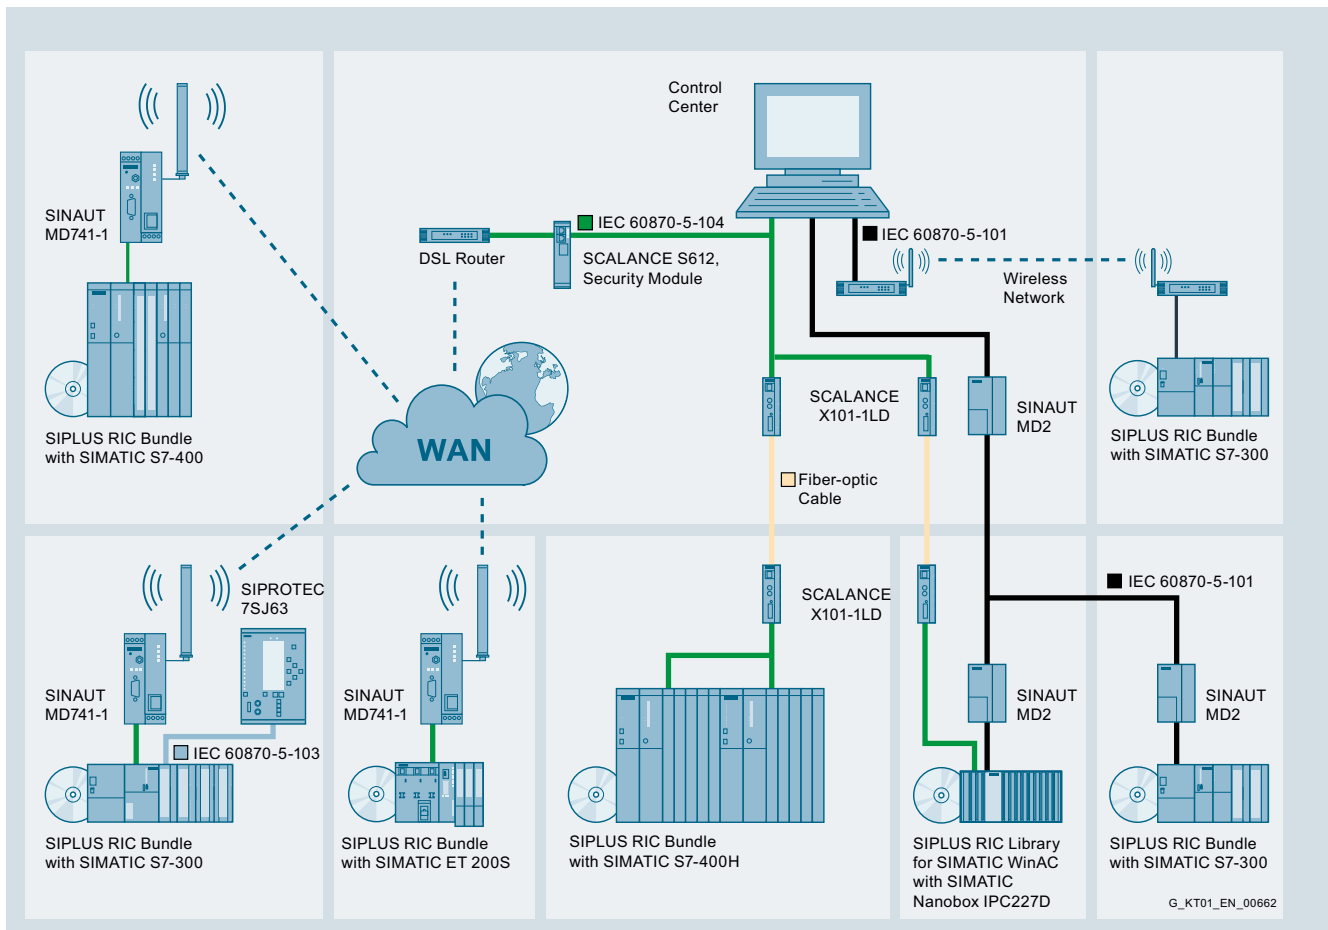 Control
Center
SINAUT
MD741-1
IEC 60870-5-104
IEC 60870-5-101
DSL Router
SCALANCE S612,
Security Module
Wireless
Network
SCALANCE
X101-1LD
SINAUT
MD2
SIPLUS RIC Bundle
with SIMATIC S7-400
SIPLUS RIC Bundle
with SIMATIC S7-300
WAN
Fiber-optic
Cable
SIPROTEC
7SJ63
SCALANCE
X101-1LD
IEC 60870-5-101
SINAUT
MD741-1
SINAUT
MD741-1
SINAUT
MD2
SINAUT
MD2
IEC 60870-5-103
SIPLUS RIC Bundle
with SIMATIC S7-300
SIPLUS RIC Bundle
with SIMATIC ET 200S
SIPLUS RIC Bundle
with SIMATIC S7-400H
SIPLUS RIC Library
for SIMATIC WinAC
with SIMATIC
Nanobox IPC227D
SIPLUS RIC Bundle
with SIMATIC S7-300
G_KT01_EN_00662